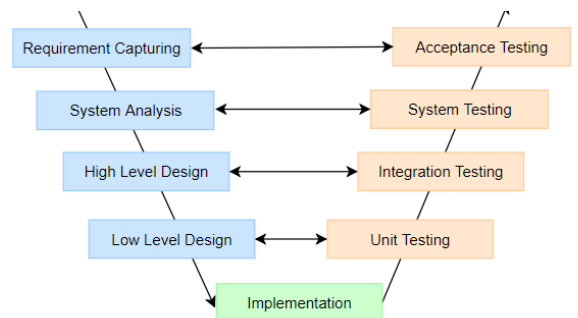 Requirement Capturing
Acceptance Testing
System Analysis
System Testing
High Level Design
Integration Testing
Low Level Design
Unit Testing
Implementation